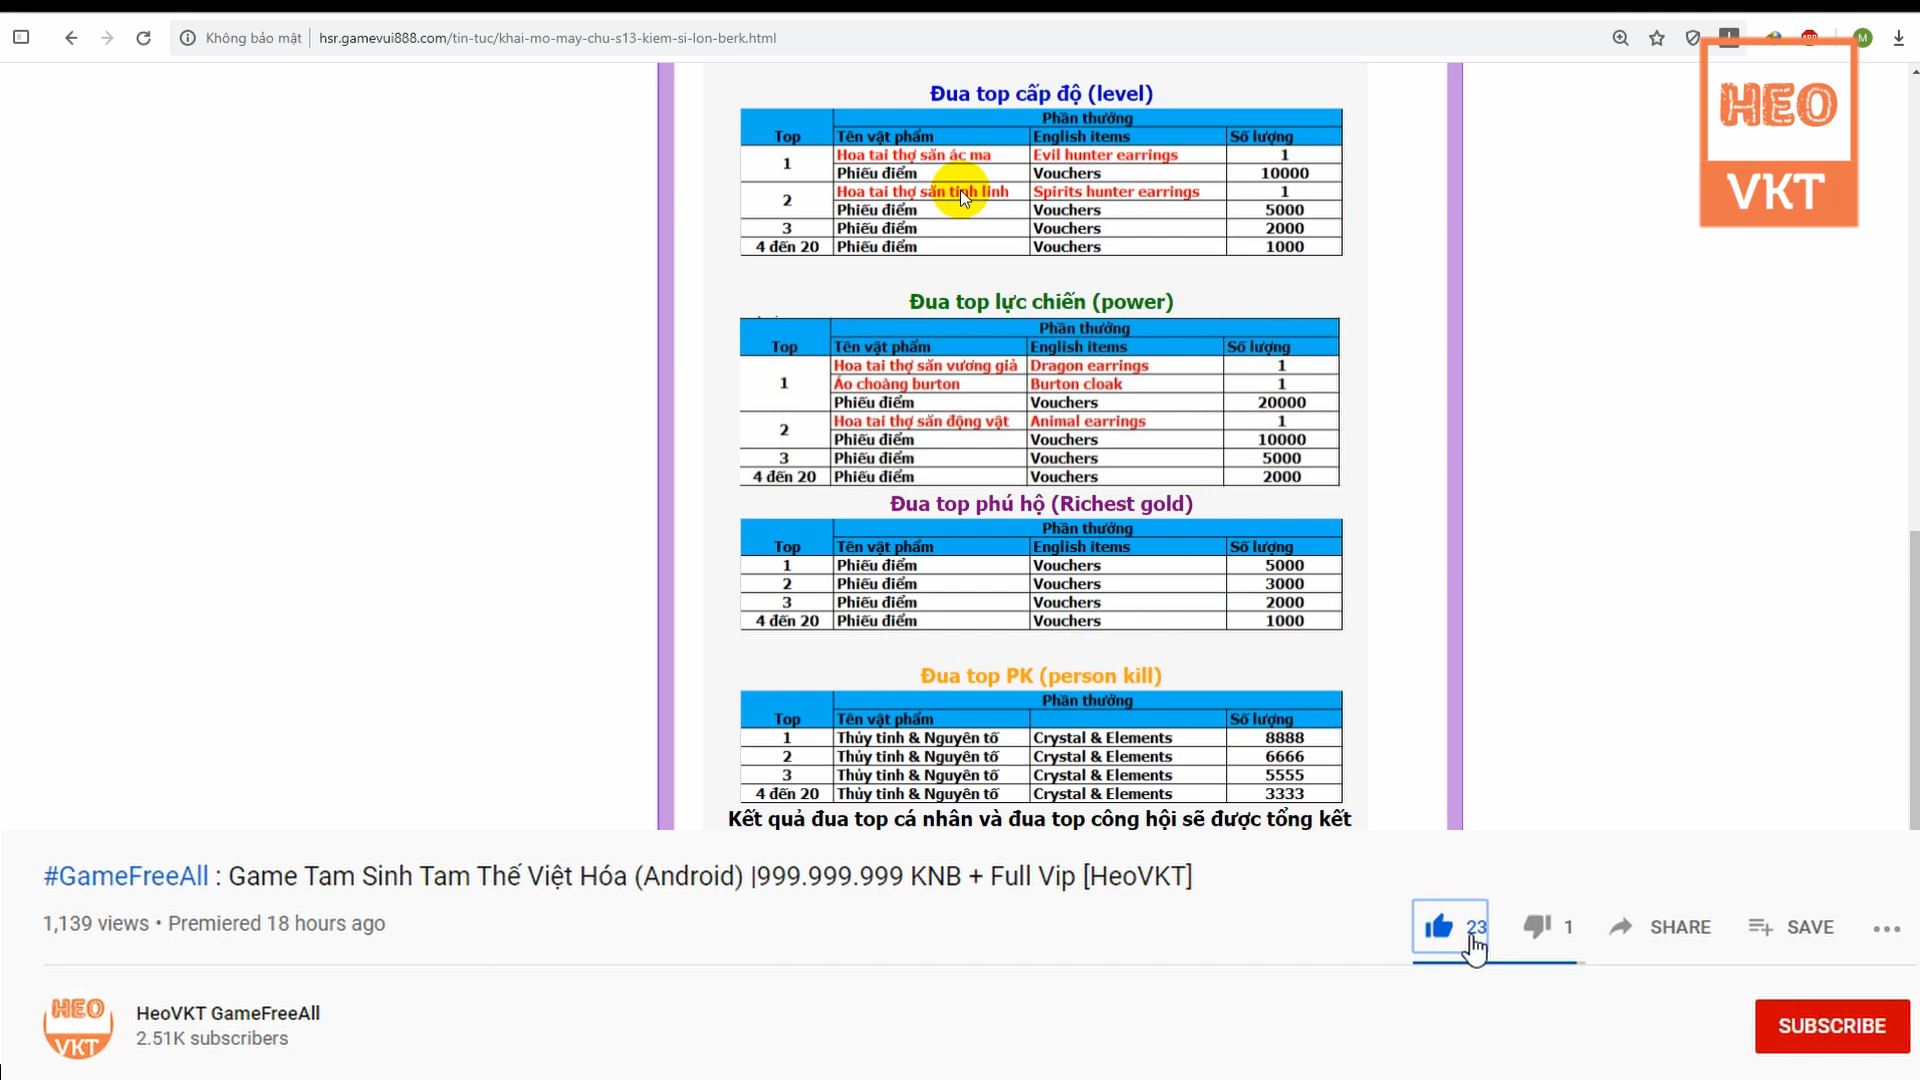 Không bảo mật | hsr.gamevui888.com/tin-tuc/khai-mo-may-chu-s13-kiem-si-lon-berk.html
M
HEO
VKT
Đua top cấp độ (level)
Phần thưởng
Top Tên vật phẩm English items Số lượng
1 Hoa tai thợ săn ác ma Evil hunter earrings 1
Phiếu điểm Vouchers 10000
2 Hoa tai thợ săn tinh linh Spirits hunter earrings 1
Phiếu điểm Vouchers 5000
3 Phiếu điểm Vouchers 2000
4 đến 20 Phiếu điểm Vouchers 1000
Đua top lực chiến (power)
Phần thưởng
Top Tên vật phẩm English items Số lượng
1 Hoa tai thợ săn vương giả Dragon earrings 1
Áo choàng burton Burton cloak 1
Phiếu điểm Vouchers 20000
2 Hoa tai thợ săn động vật Animal earrings 1
Phiếu điểm Vouchers 10000
3 Phiếu điểm Vouchers 5000
4 đến 20 Phiếu điểm Vouchers 2000
Đua top phú hộ (Richest gold)
Phần thưởng
Top Tên vật phẩm English items Số lượng
1 Phiếu điểm Vouchers 5000
2 Phiếu điểm Vouchers 3000
3 Phiếu điểm Vouchers 2000
4 đến 20 Phiếu điểm Vouchers 1000
Đua top PK (person kill)
Phần thưởng
Top Tên vật phẩm Số lượng
1 Thủy tinh & Nguyên tố Crystal & Elements 8888
2 Thủy tinh & Nguyên tố Crystal & Elements 6666
3 Thủy tinh & Nguyên tố Crystal & Elements 5555
4 đến 20 Thủy tinh & Nguyên tố Crystal & Elements 3333
Kết quả đua top cá nhân và đua top công hội sẽ được tổng kết
#GameFreeAll : Game Tam Sinh Tam Thế Việt Hóa (Android) |999.999.999 KNB + Full Vip [HeoVKT]
1,139 views • Premiered 18 hours ago
23 1 SHARE SAVE
HEO
VKT
HeoVKT GameFreeAll
2.51K subscribers
SUBSCRIBE